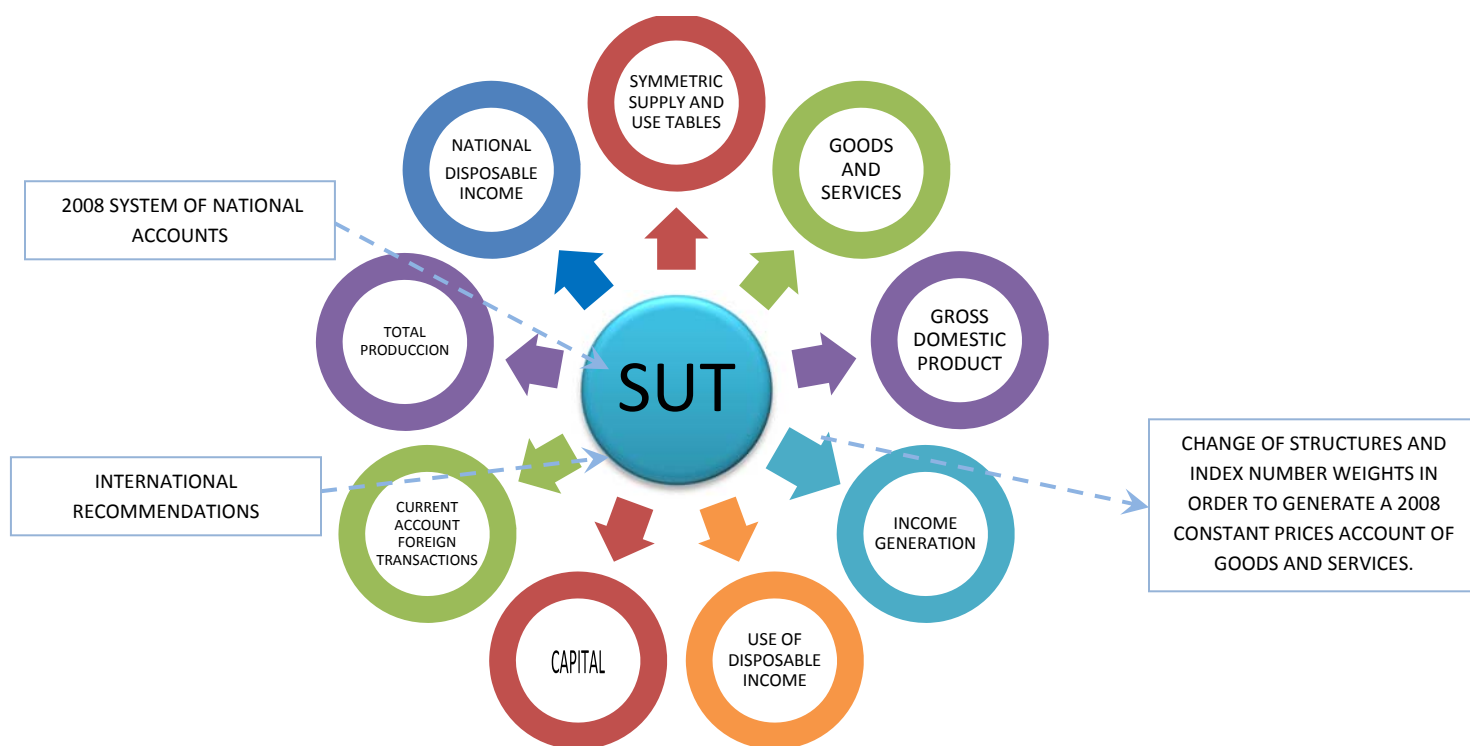 SYMMETRIC
SUPPLY AND
USE TABLES
NATIONAL
DISPOSABLE
INCOME
GOODS
AND
SERVICES
2008 SYSTEM OF NATIONAL
ACCOUNTS
TOTAL
PRODUCCION
GROSS
DOMESTIC
PRODUCT
SUT
INTERNATIONAL
RECOMMENDATIONS
CURRENT
ACCOUNT
FOREIGN
TRANSACTIONS
INCOME
GENERATION
CHANGE OF STRUCTURES AND
INDEX NUMBER WEIGHTS IN
ORDER TO GENERATE A 2008
CONSTANT PRICES ACCOUNT OF
GOODS AND SERVICES.
CAPITAL
USE OF
DISPOSABLE
INCOME